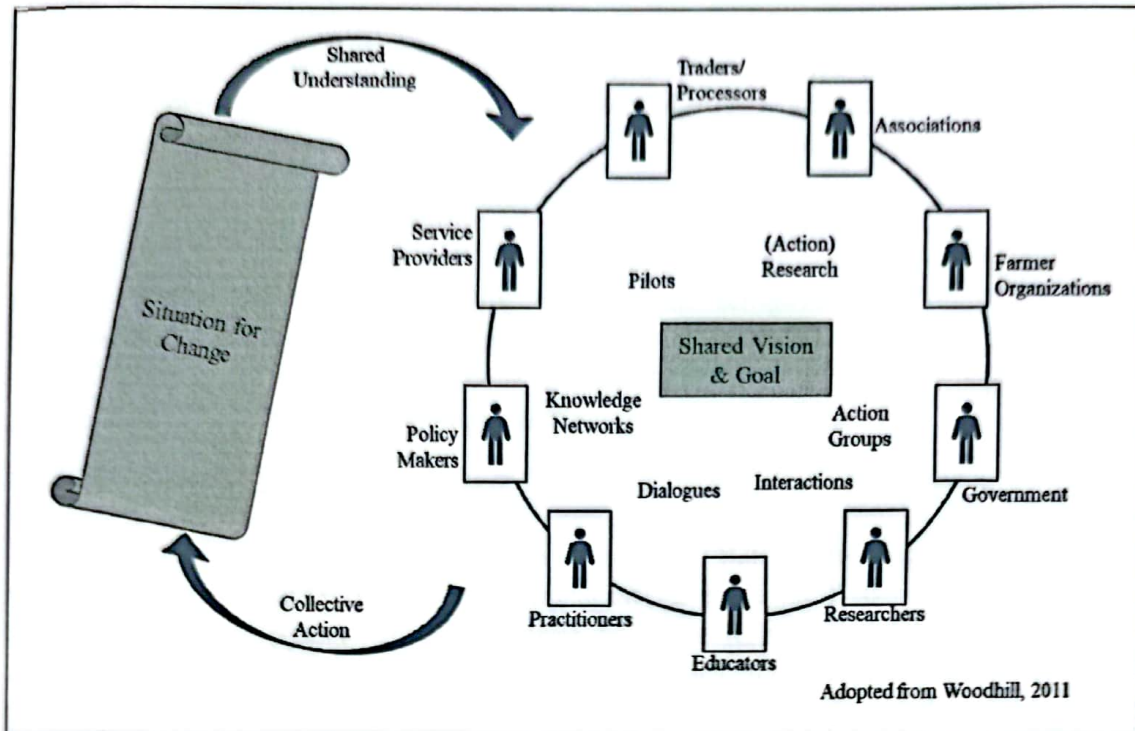 Shared
Understanding
Traders/
Processors
Associations
Service
Providers
(Action)
Research
Pilots
Farmer
Organizations
Situation for
Change
Shared Vision
& Goal
Knowledge
Networks
Action
Groups
Policy
Makers
Dialogues
Interactions
Government
Collective
Action
Practitioners
Researchers
Educators
Adopted from Woodhill, 2011